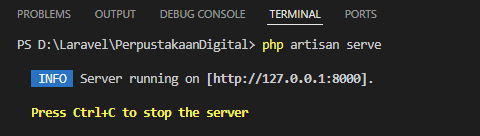 PROBLEMS OUTPUT DEBUG CONSOLE TERMINAL PORTS
PS D:\Laravel\PerpustakaanDigital> php artisan serve
INFO Server running on [http://127.0.0.1:8000].
Press Ctrl+C to stop the server